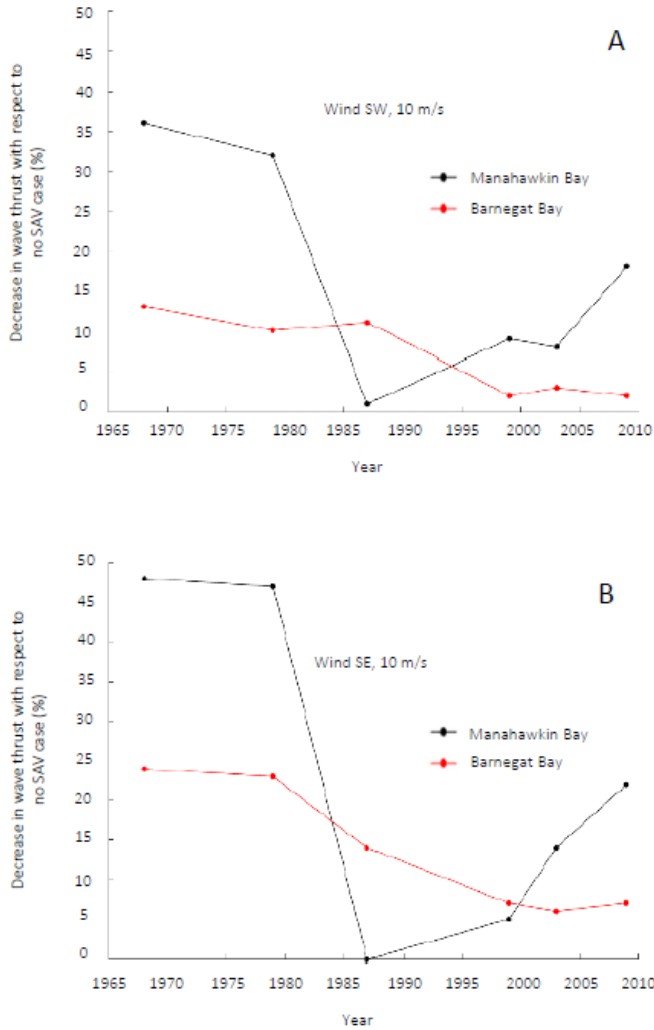 A
Wind SW, 10 m/s
Manahawkin Bay
Barnegat Bay
Decrease in wave thrust with respect to
no SAV case (%)
50
45
40
35
30
25
20
15
10
5
0
1965 1970 1975 1980 1985 1990 1995 2000 2005 2010
Year
B
Wind SE, 10 m/s
Manahawkin Bay
Barnegat Bay
Decrease in wave thrust with respect to
no SAV case (%)
50
45
40
35
30
25
20
15
10
5
0
1965 1970 1975 1980 1985 1990 1995 2000 2005 2010
Year